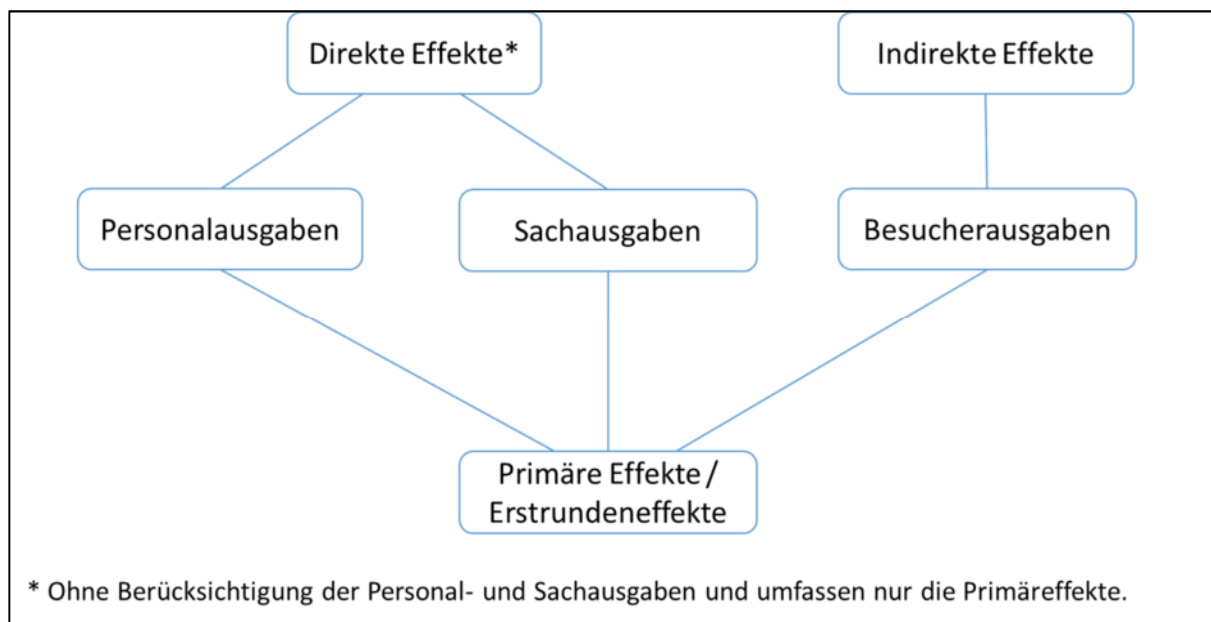 Direkte Effekte*
Indirekte Effekte
Personalausgaben
Sachausgaben
Besucherausgaben
Primäre Effekte /
Erstrundeneffekte
* Ohne Berücksichtigung der Personal- und Sachausgaben und umfassen nur die Primäreffekte.